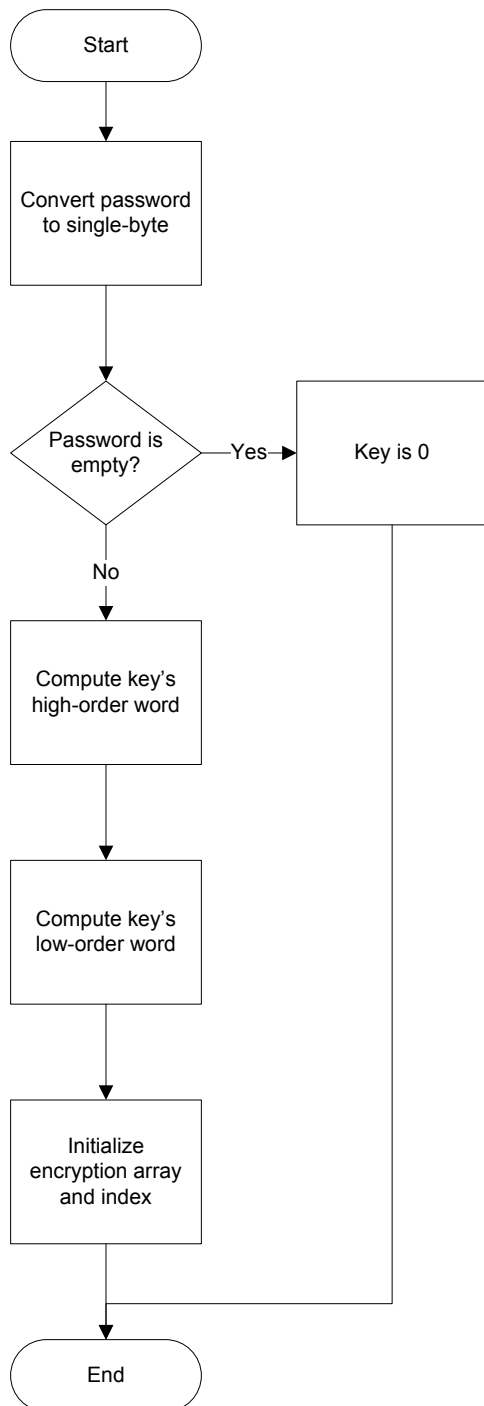 Start
Convert password
to single-byte
Password is
empty?
Yes
Key is 0
No
Compute key’s
high-order word
Compute key’s
low-order word
Initialize
encryption array
and index
End